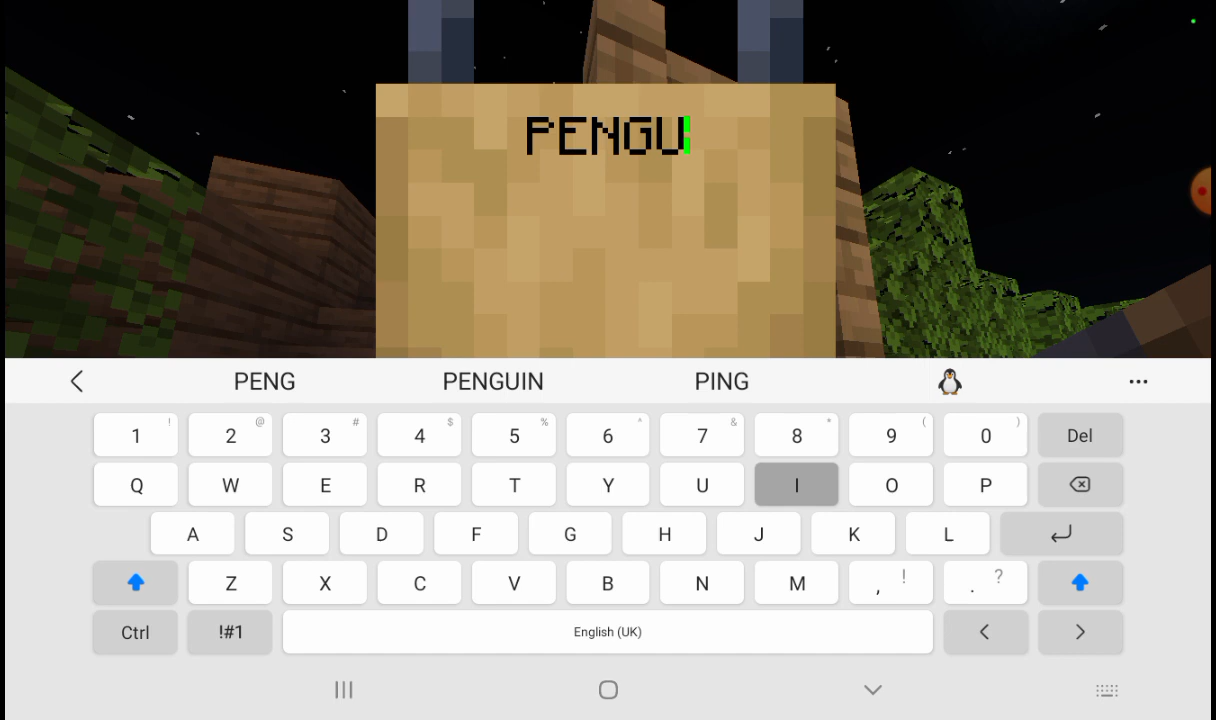 PENGU
PENG PENGUIN PING 🐧 ...
! @ # $ % ^ & * ( )
1 2 3 4 5 6 7 8 9 0 Del
Q W E R T Y U I O P
A S D F G H J K L
Z X C V B N M , ! . ?
Ctrl !#1 English (UK) < >